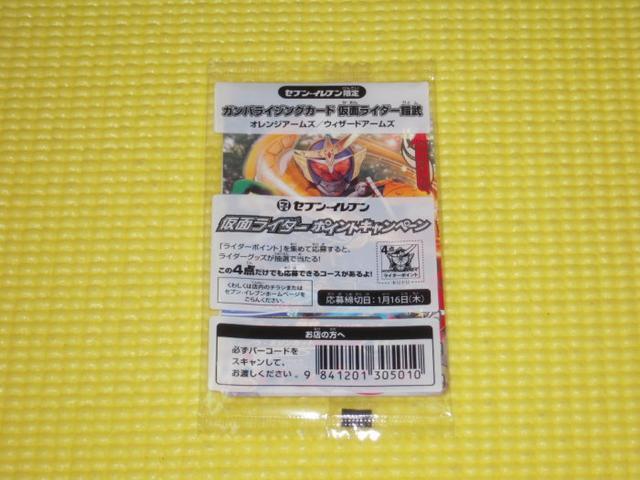 セブン-イレブン限定
ガンバライジングカード 仮面ライダー鎧武
オレンジアームズ/ウィザードアームズ
セブン-イレブン
仮面ライダー ポイントキャンペーン
「ライダーポイント」を集めて応募すると、
ライダーグッズが抽選で当たる!
この4点だけでも応募できるコースがあるよ!
4点
ライダーポイント
くわしくは店内のチラシまたは
セブン-イレブンホームページを
ごらんください。
応募締切日:1月16日(木)
お店の方へ
必ずバーコードを
スキャンして、
お渡しください。
9 841201 305010